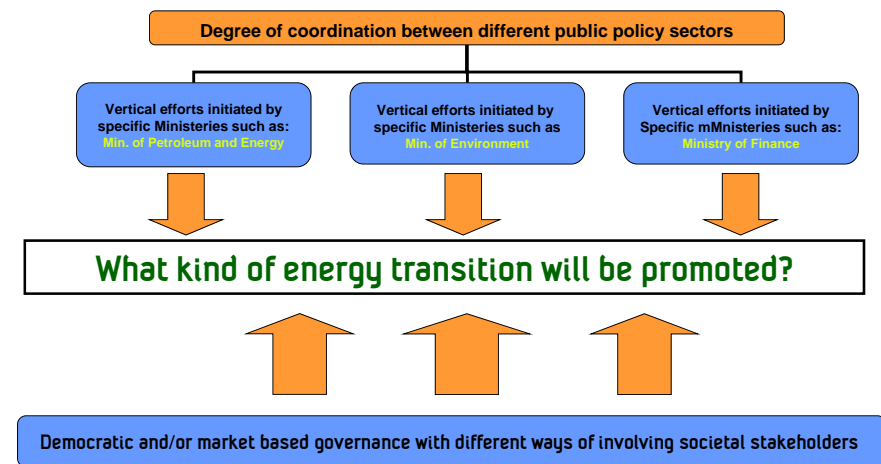 Degree of coordination between different public policy sectors
Vertical efforts initiated by
specific Ministeries such as:
Min. of Petroleum and Energy
Vertical efforts initiated by
specific Ministeries such as
Min. of Environment
Vertical efforts initiated by
Specific mMnisteries such as:
Ministry of Finance
What kind of energy transition will be promoted?
Democratic and/or market based governance with different ways of involving societal stakeholders